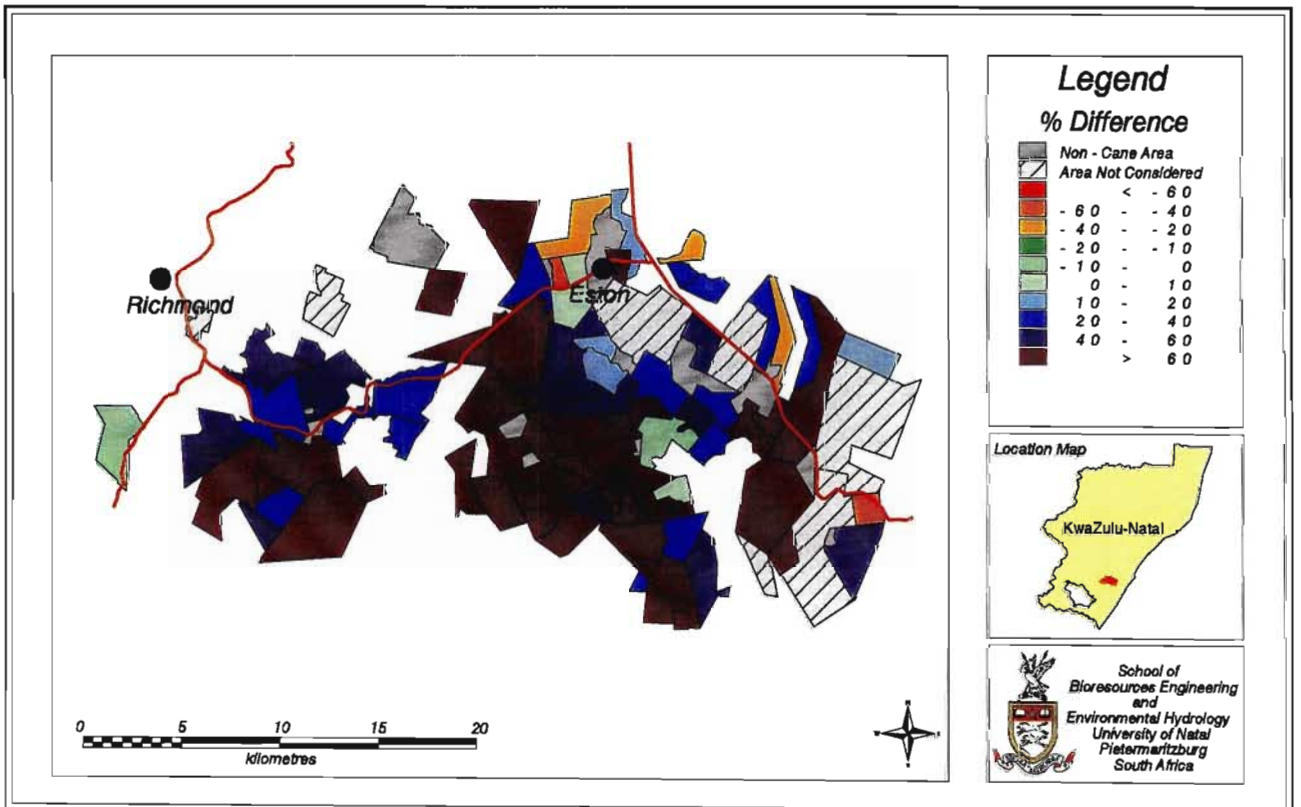 Richmond
Eston
0 5 10 15 20
kilometres
Legend
% Difference
Non - Cane Area
Area Not Considered
< - 60
- 60 - - 40
- 40 - - 20
- 20 - - 10
- 10 - 0
0 - 10
10 - 20
20 - 40
40 - 60
> 60
Location Map
KwaZulu-Natal
School of
Bioresources Engineering
and
Environmental Hydrology
University of Natal
Pietermaritzburg
South Africa